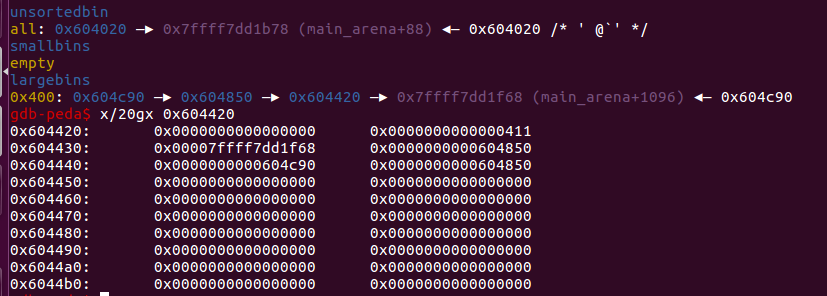 unsortedbin
all: 0x604020 —▸ 0x7ffff7dd1b78 (main_arena+88) ◂— 0x604020 /* ' @`' */
smallbins
empty
largebins
0x400: 0x604c90 —▸ 0x604850 —▸ 0x604420 —▸ 0x7ffff7dd1f68 (main_arena+1096) ◂— 0x604c90
gdb-peda$ x/20gx 0x604420
0x604420: 0x0000000000000000 0x0000000000000411
0x604430: 0x00007ffff7dd1f68 0x0000000000604850
0x604440: 0x0000000000604c90 0x0000000000604850
0x604450: 0x0000000000000000 0x0000000000000000
0x604460: 0x0000000000000000 0x0000000000000000
0x604470: 0x0000000000000000 0x0000000000000000
0x604480: 0x0000000000000000 0x0000000000000000
0x604490: 0x0000000000000000 0x0000000000000000
0x6044a0: 0x0000000000000000 0x0000000000000000
0x6044b0: 0x0000000000000000 0x0000000000000000